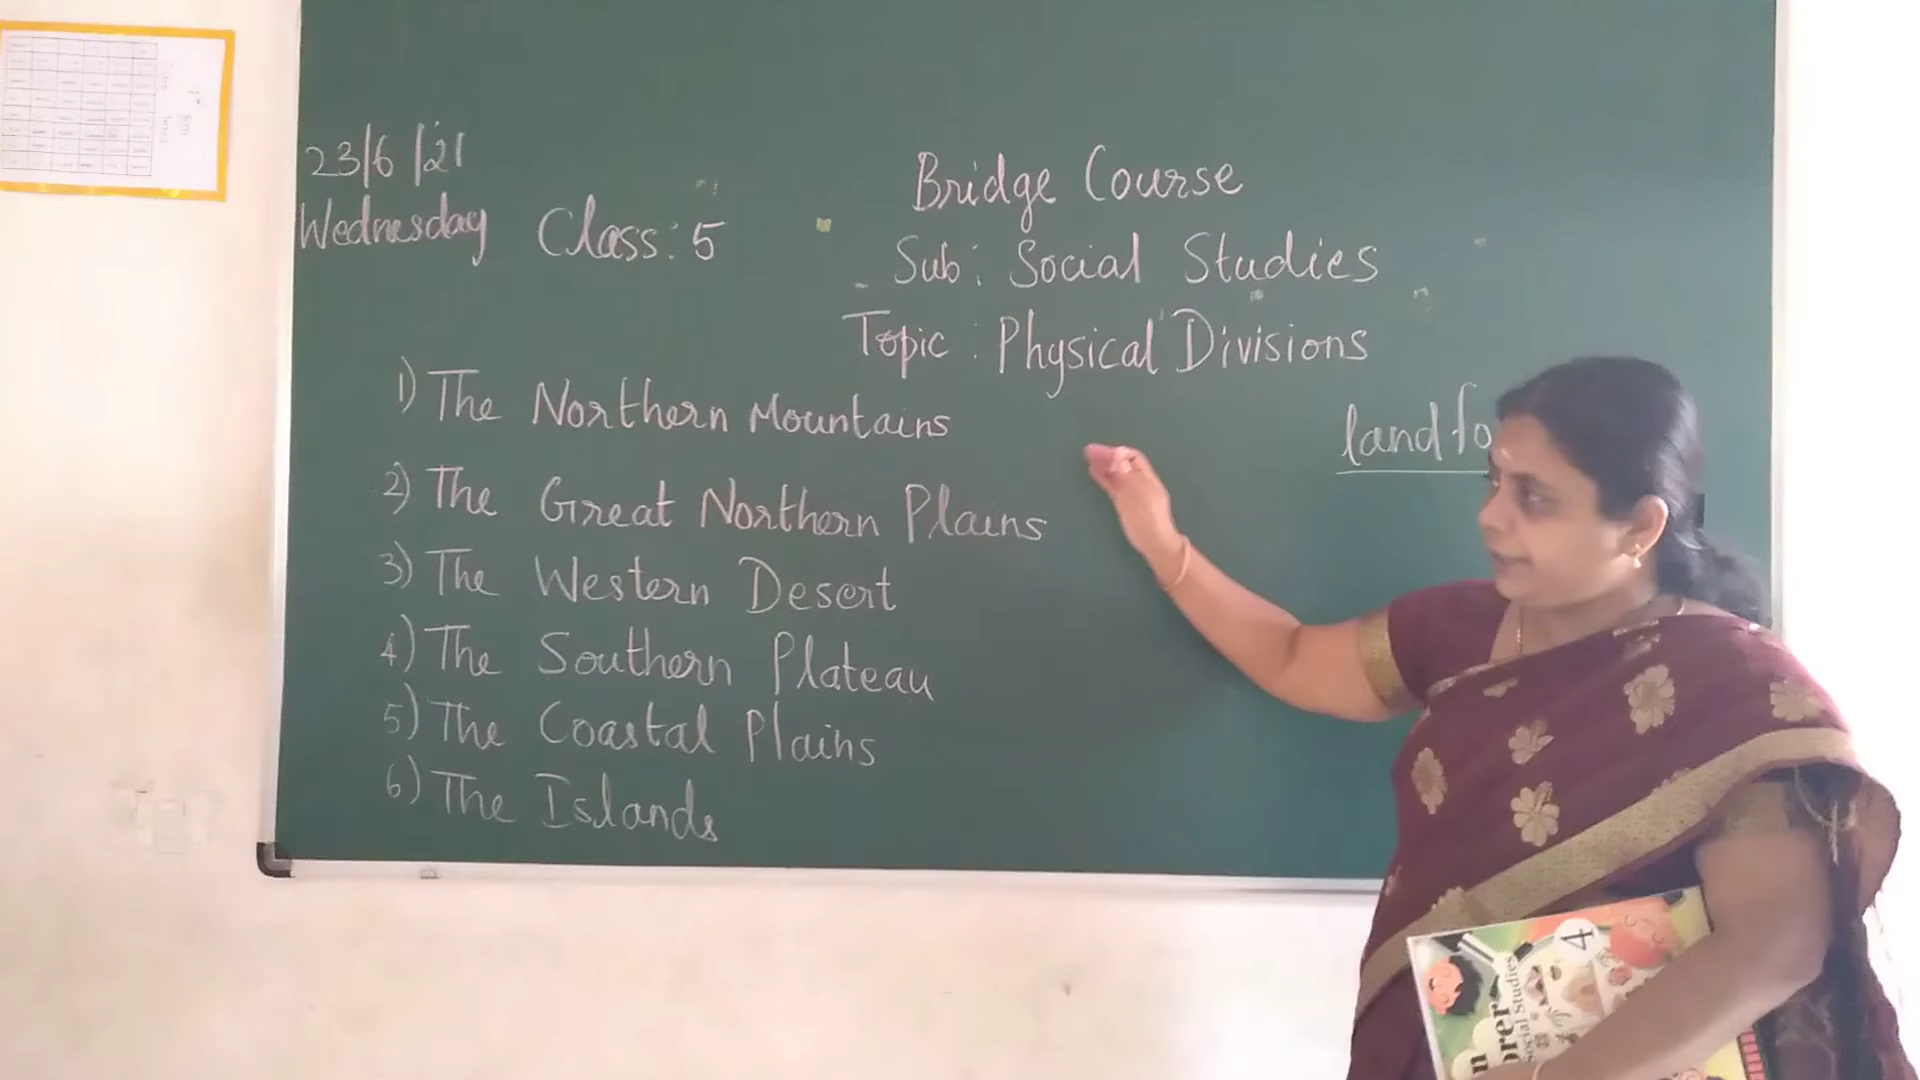 23/6/21
Wednesday
Class: 5
Bridge Course
Sub: Social Studies
Topic: Physical Divisions
1) The Northern Mountains
2) The Great Northern Plains
3) The Western Desert
4) The Southern Plateau
5) The Coastal Plains
6) The Islands
land fo
4
Social Studies